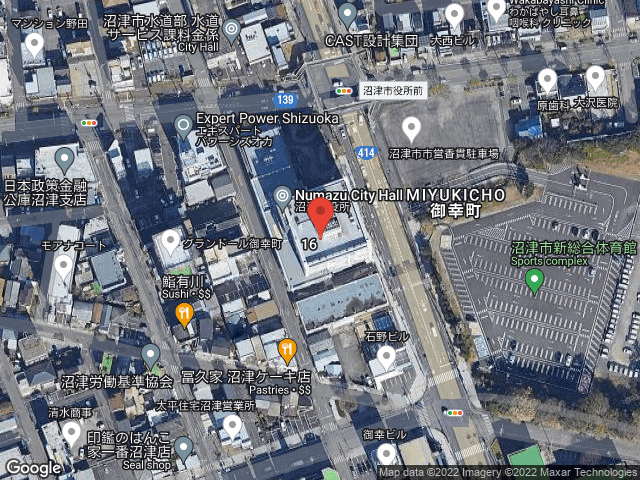 マンション野田
沼津市水道部 水道
サービス課料金係
City Hall
CAST設計集団
大西ビル
Wakabayashi Clinic
わかばやし耳鼻
咽喉科クリニック
139
沼津市役所前
原歯科
大沢医院
Expert Power Shizuoka
エキスパート
パワーシズオカ
414
沼津市市営香貫駐車場
日本政策金融
公庫沼津支店
Numazu City Hall
MIYUKICHO
御幸町
モアナコート
グランドール御幸町
16
沼津市新総合体育館
Sports complex
鮨有川
Sushi・$$
石野ビル
沼津労働基準協会
冨久家 沼津ケーキ店
Pastries・$$
清水商事
太平住宅沼津営業所
印鑑のはんこ
家一番沼津店
Seal shop
御幸ビル
Google
Map data ©2022 Imagery ©2022 Maxar Technologies